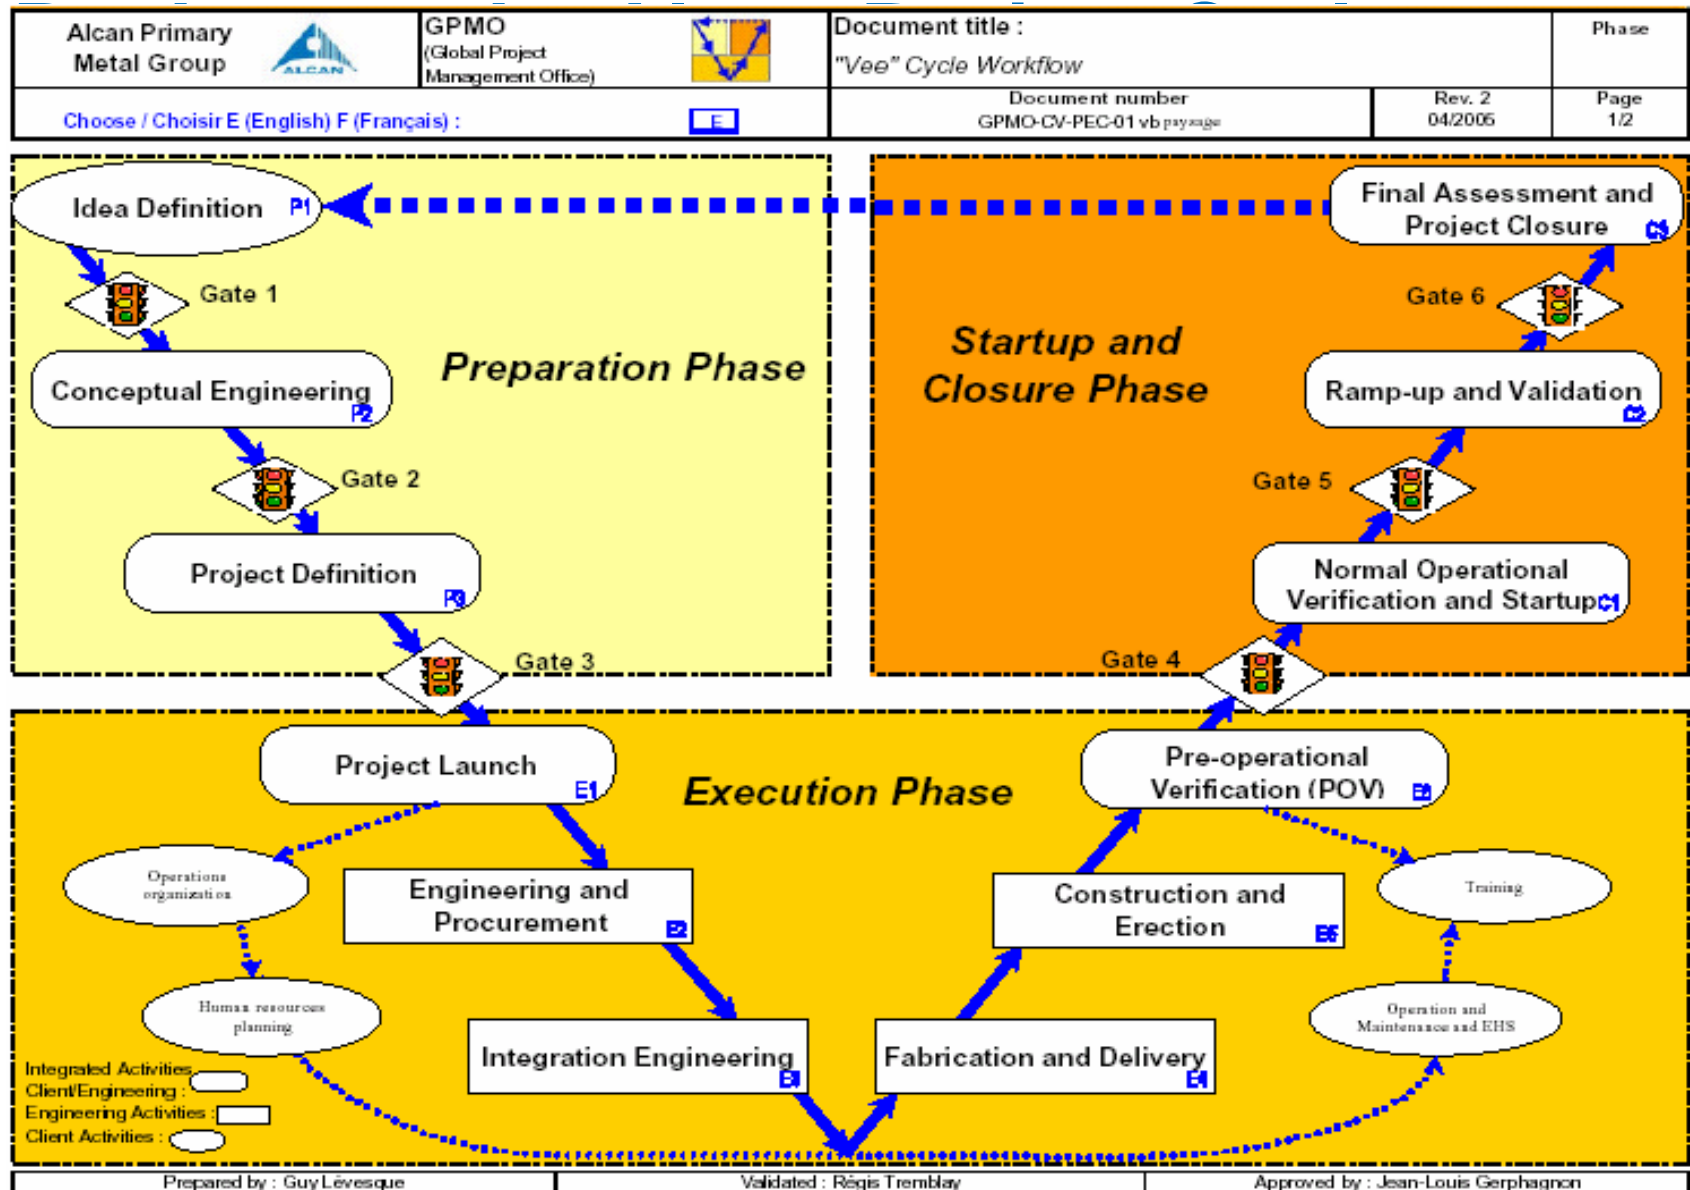 Alcan Primary
Metal Group
ALCAN
GPMO
(Global Project
Management Office)
Document title :
"Vee" Cycle Workflow
Phase
Choose / Choisir E (English) F (Français) :
E
Document number
GPMO-CV-PEC-01 vb paysage
Rev. 2
04/2005
Page
1/2
Idea Definition P1
Gate 1
Conceptual Engineering
P2
Gate 2
Project Definition
P3
Gate 3
Preparation Phase
Startup and
Closure Phase
Final Assessment and
Project Closure
C3
Gate 6
Ramp-up and Validation
C2
Gate 5
Normal Operational
Verification and Startup C1
Gate 4
Project Launch
E1
Execution Phase
Pre-operational
Verification (POV)
Operations
organization
Engineering and
Procurement
E2
Construction and
Erection
E5
Training
Human resources
planning
Integration Engineering
E3
Fabrication and Delivery
E4
Operation and
Maintenance and EHS
Integrated Activities
Client/Engineering :
Engineering Activities :
Client Activities :
Prepared by : Guy Lévesque
Validated : Régis Tremblay
Approved by : Jean-Louis Gerphagnon